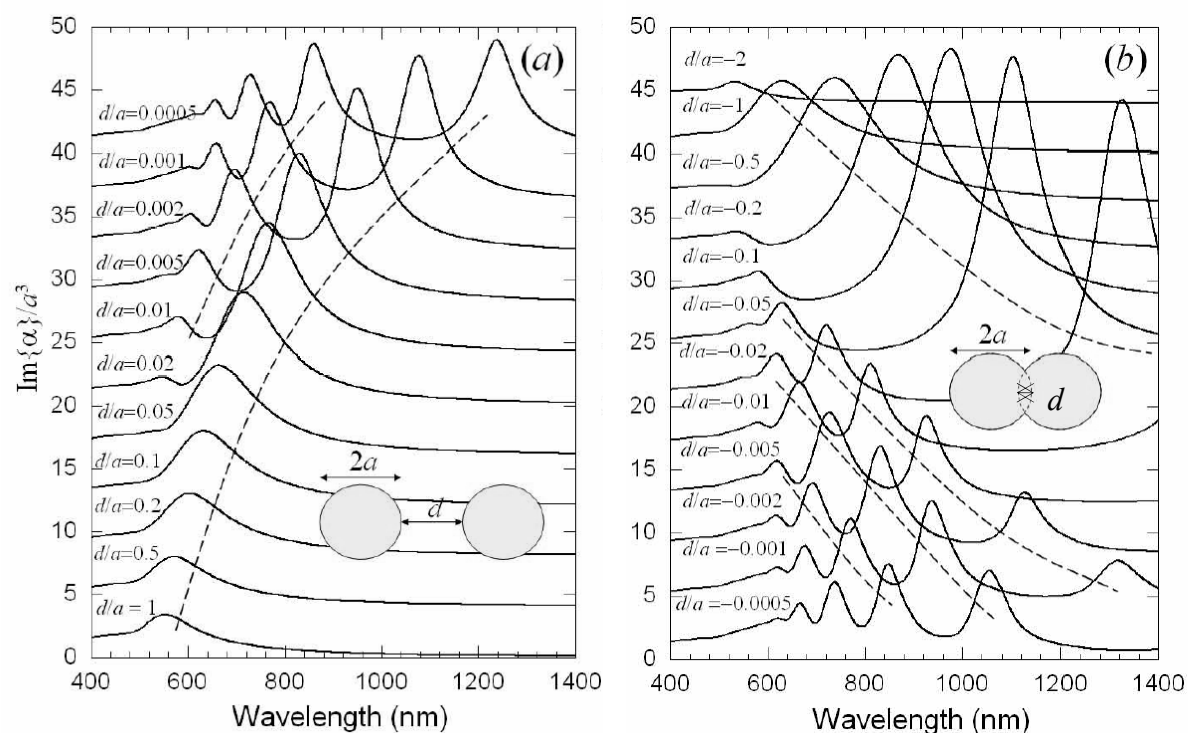 (a)
50
45
40
35
30
25
20
15
10
5
0
Im{α}/a³
d/a=0.0005
d/a=0.001
d/a=0.002
d/a=0.005
d/a=0.01
d/a=0.02
d/a=0.05
d/a=0.1
d/a=0.2
d/a=0.5
d/a = 1
2a
d
400 600 800 1000 1200 1400
Wavelength (nm)
(b)
50
45
40
35
30
25
20
15
10
5
0
d/a=−2
d/a=−1
d/a=−0.5
d/a=−0.2
d/a=−0.1
d/a=−0.05
d/a=−0.02
d/a=−0.01
d/a=−0.005
d/a=−0.002
d/a =−0.001
d/a =−0.0005
2a
d
400 600 800 1000 1200 1400
Wavelength (nm)